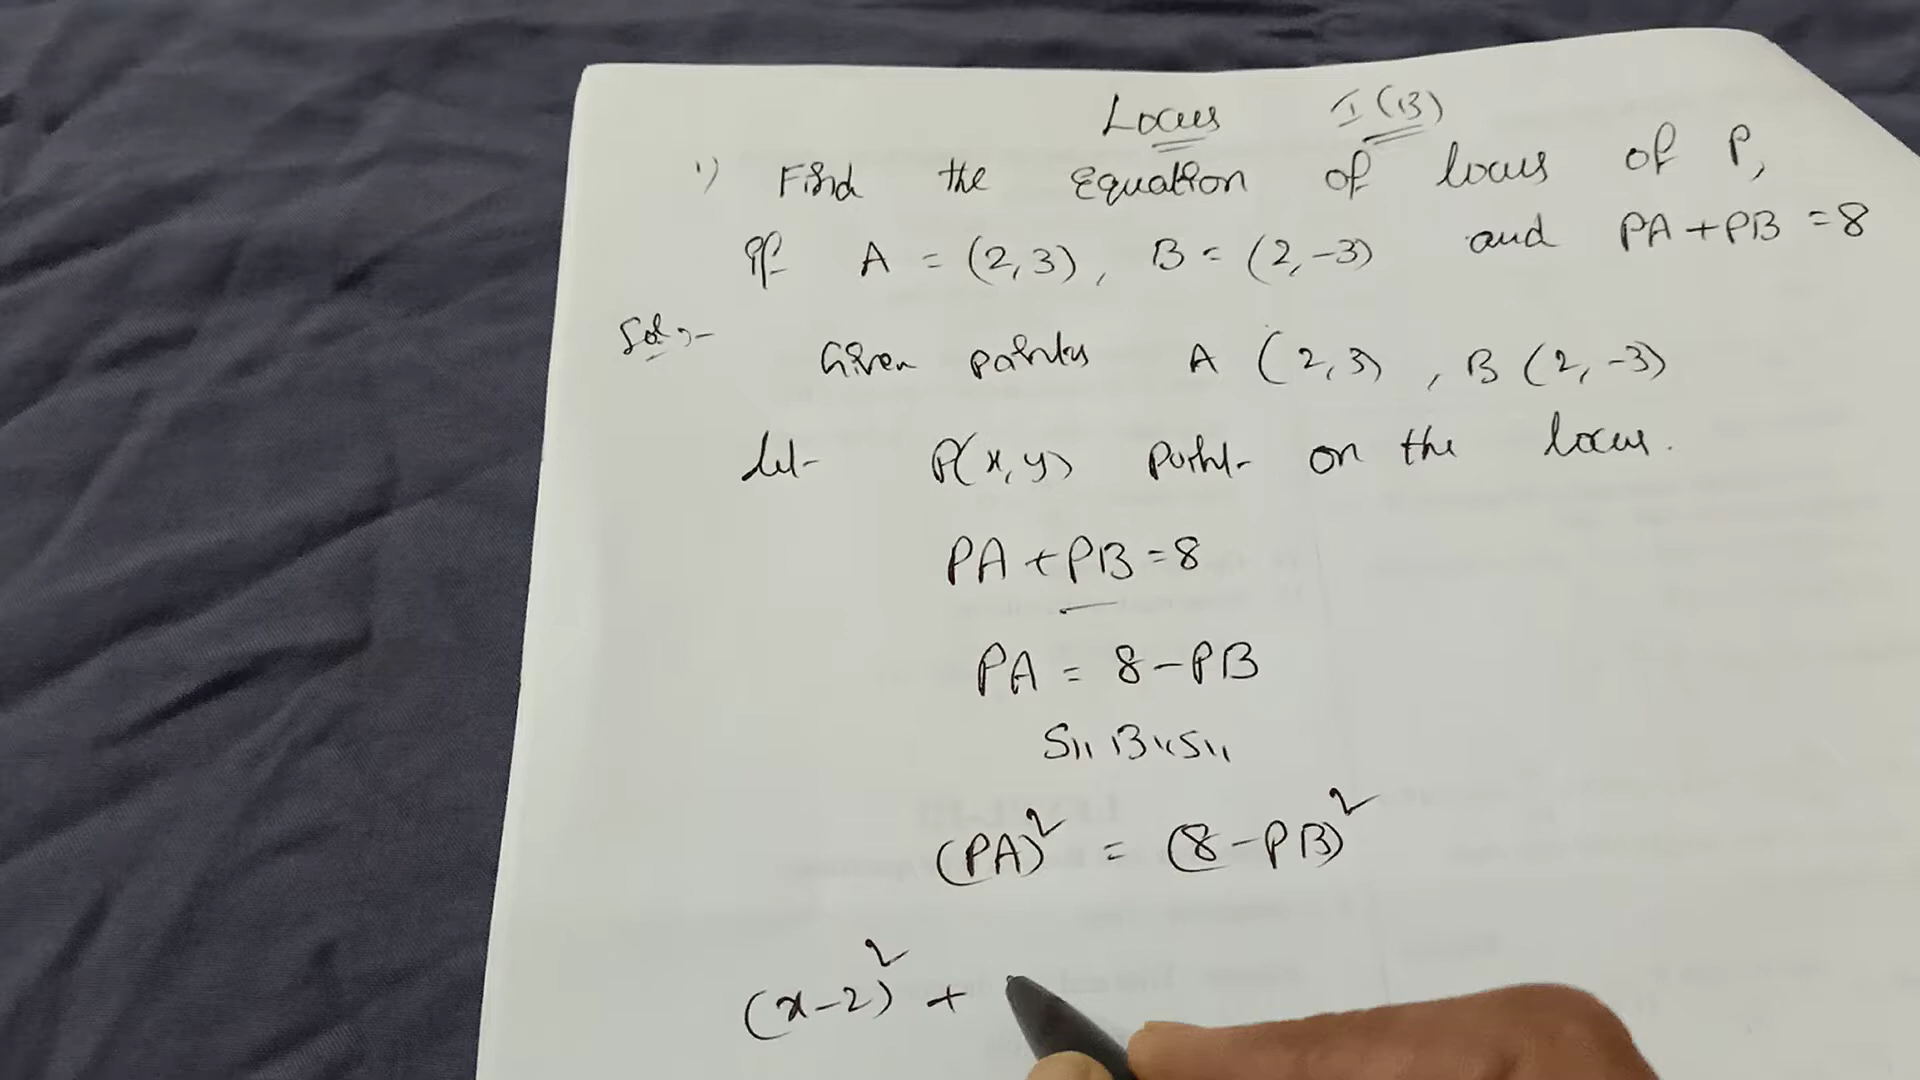 Locus I(B)
1) Find the Equation of locus of P,
if A = (2,3), B = (2,-3) and PA+PB=8
Sol:-
Given points A (2,3), B (2,-3)
let P(x,y) point on the locus.
PA+PB=8
PA = 8-PB
S.B.S.
(PA)² = (8-PB)²
(x-2)² +